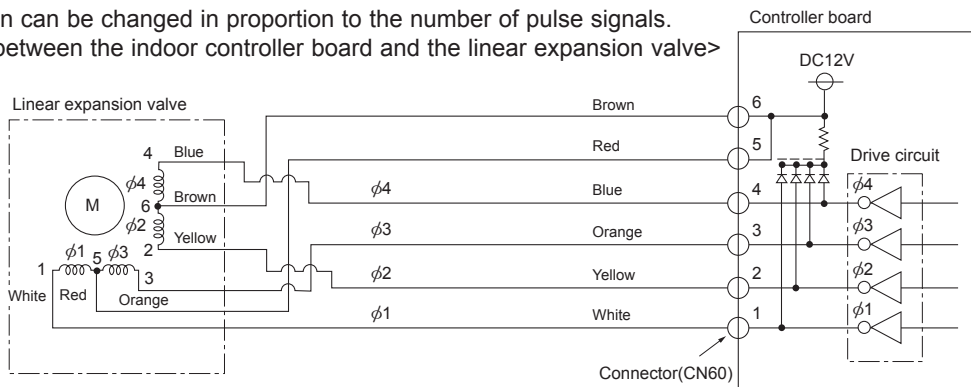 n can be changed in proportion to the number of pulse signals.
between the indoor controller board and the linear expansion valve>
Controller board
DC12V
Linear expansion valve
Brown
6
Red
5
Drive circuit
4 Blue
ϕ4
Blue
4
ϕ4
ϕ4
M
6 Brown
ϕ2
ϕ3
Orange
3
ϕ3
2 Yellow
ϕ2
Yellow
2
ϕ2
1 ϕ1 5 ϕ3 3
White Red Orange
ϕ1
White
1
ϕ1
Connector(CN60)